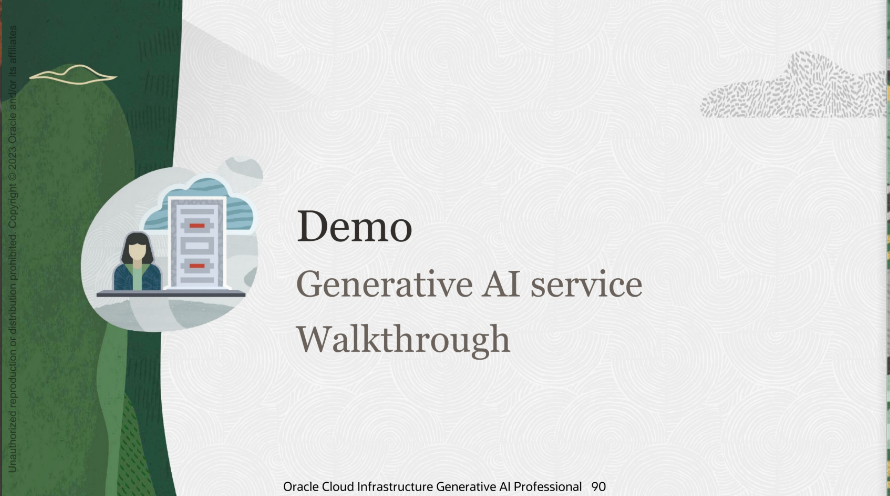 Demo
Generative AI service
Walkthrough
Oracle Cloud Infrastructure Generative AI Professional 90
Unauthorized reproduction or distribution prohibited. Copyright © 2023 Oracle and/or its affiliates